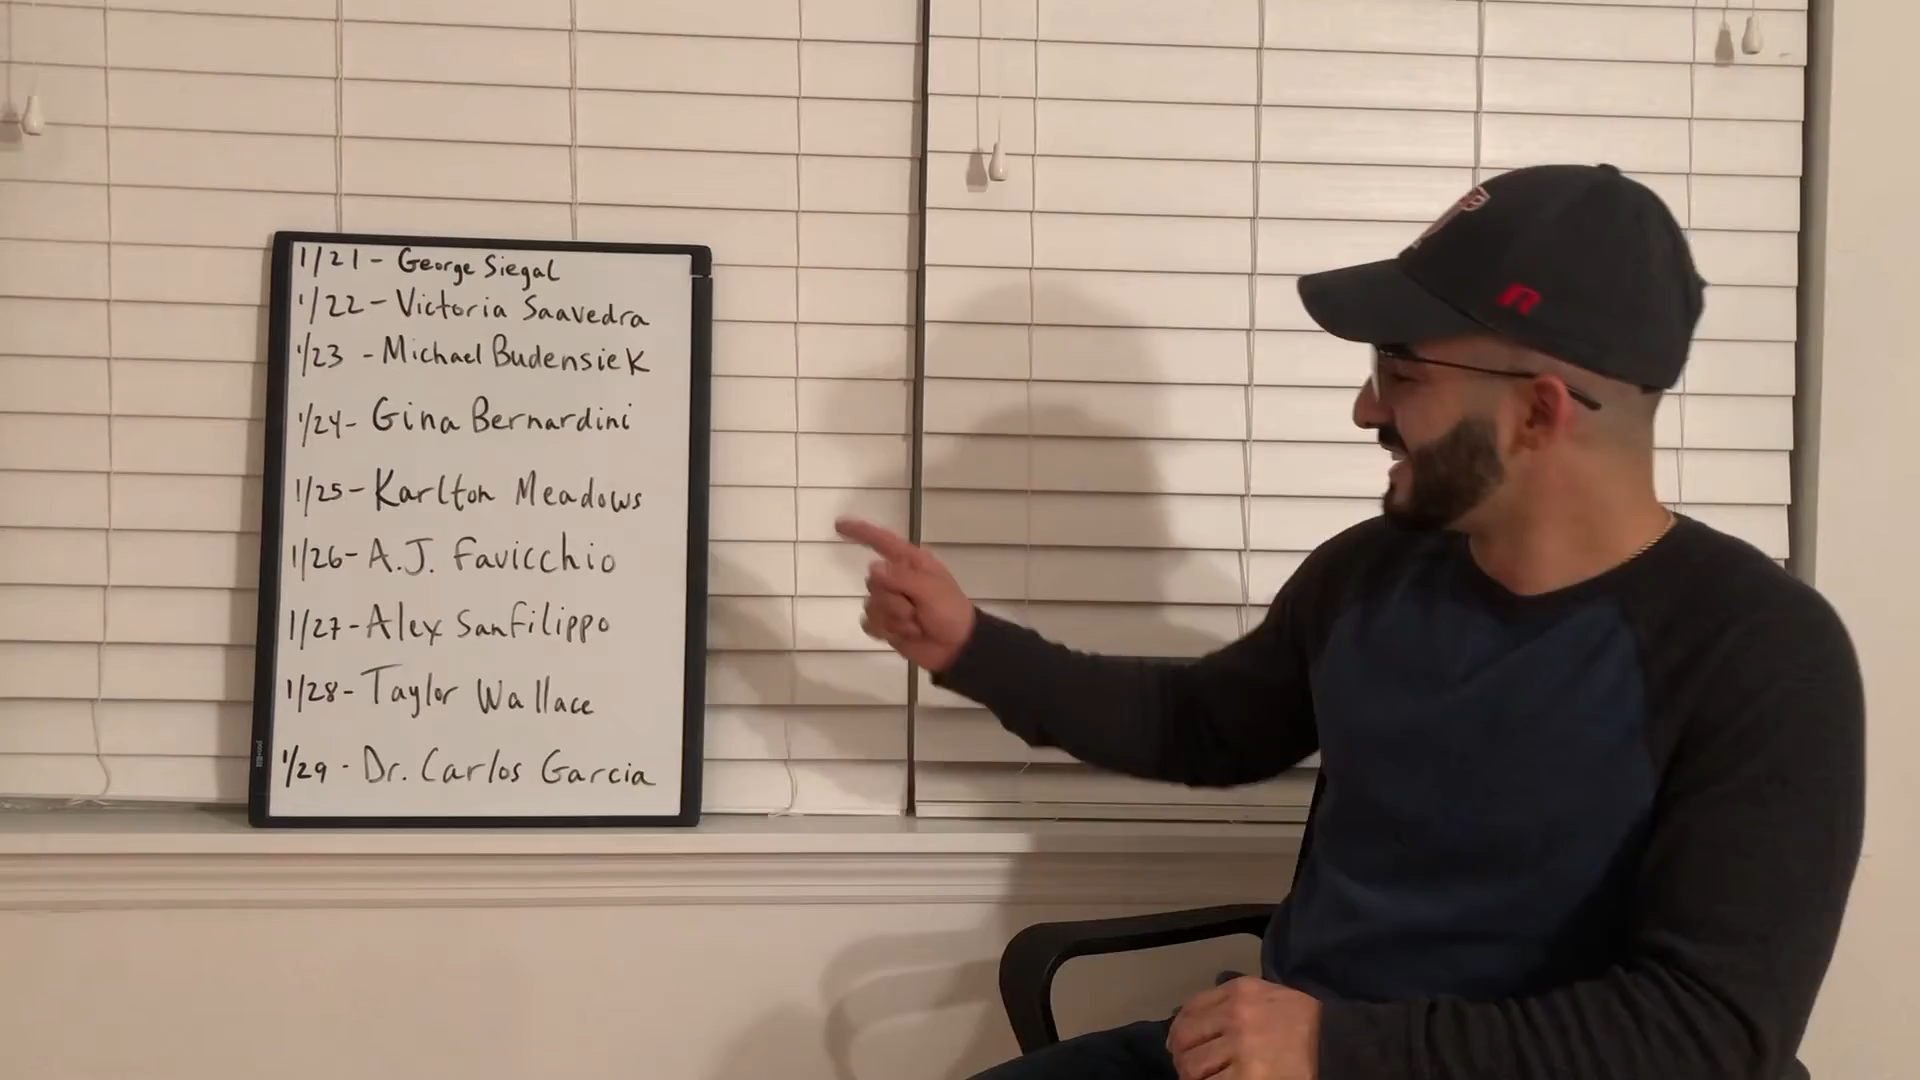 1/21 - George Siegal
1/22 - Victoria Saavedra
1/23 - Michael Budensiek
1/24 - Gina Bernardini
1/25 - Karlton Meadows
1/26 - A.J. Favicchio
1/27 - Alex Sanfilippo
1/28 - Taylor Wallace
1/29 - Dr. Carlos Garcia